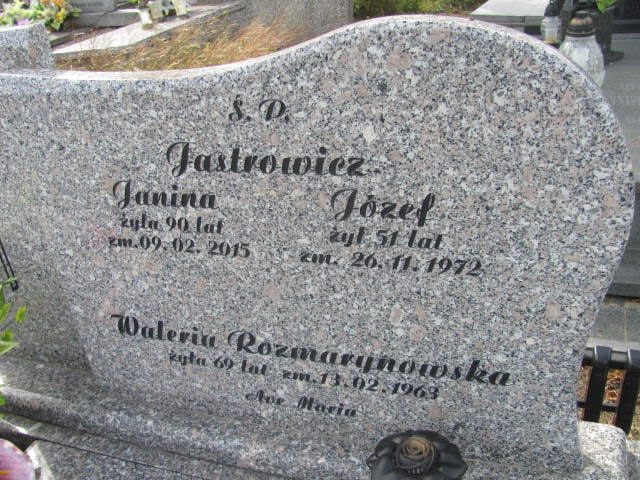 Ś. P.
Jastrowicz
Janina Józef
żyła 90 lat żył 51 lat
zm. 09. 02. 2015 zm. 26. 11. 1972
Waleria Rozmarynowska
żyła 69 lat zm. 13. 02. 1963
Ave Maria